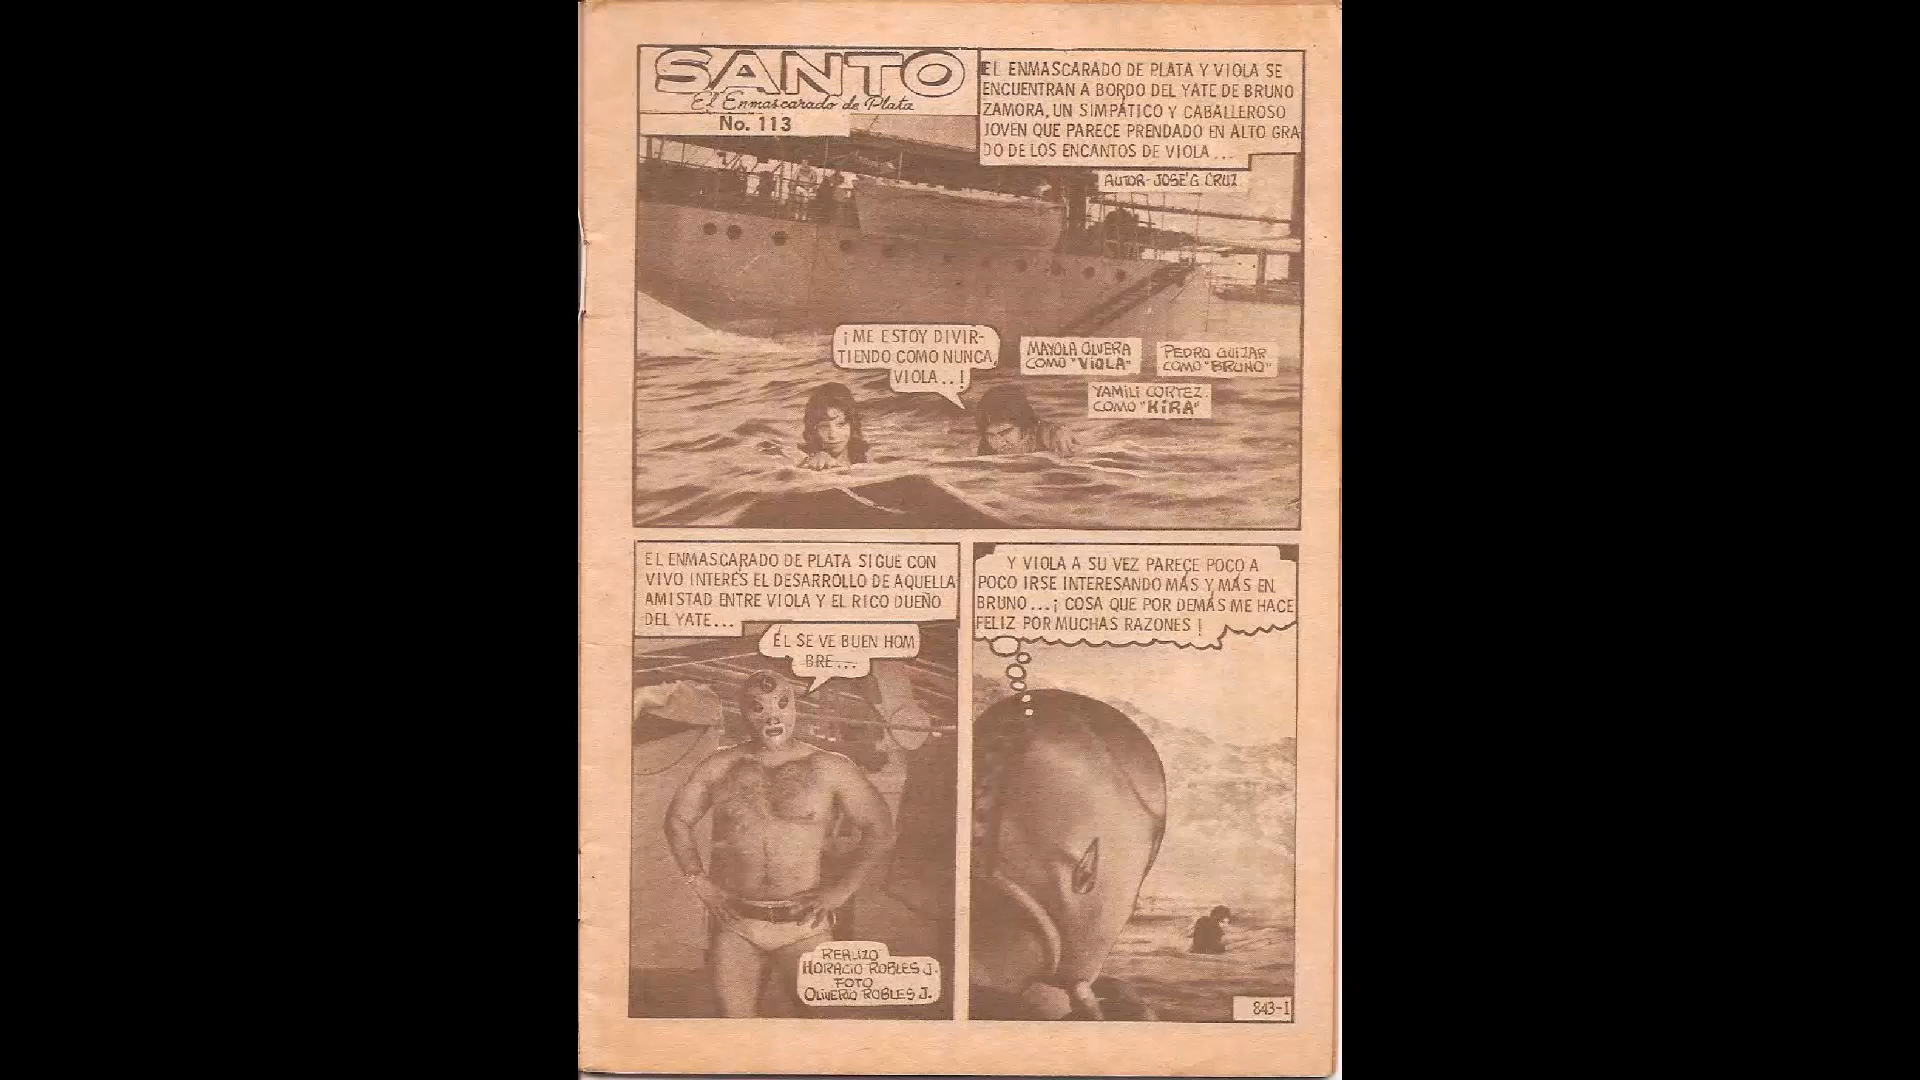 SANTO
El Enmascarado de Plata
No. 113
EL ENMASCARADO DE PLATA Y VIOLA SE
ENCUENTRAN A BORDO DEL YATE DE BRUNO
ZAMORA, UN SIMPÁTICO Y CABALLEROSO
JOVEN QUE PARECE PRENDADO EN ALTO GRA-
DO DE LOS ENCANTOS DE VIOLA...
AUTOR- JOSÉ G CRUZ
¡ME ESTOY DIVIR-
TIENDO COMO NUNCA,
VIOLA..!
MAYOLA OLVERA
COMO "VIOLA"
PEDRO GUIZAR
COMO "BRUNO"
YAMILI CORTEZ.
COMO "KIRA"
EL ENMASCARADO DE PLATA SIGUE CON
VIVO INTERÉS EL DESARROLLO DE AQUELLA
AMISTAD ENTRE VIOLA Y EL RICO DUEÑO
DEL YATE...
ÉL SE VE BUEN HOM
BRE...
REALIZO
HORACIO ROBLES J.
FOTO
OLIVERIO ROBLES J.
Y VIOLA A SU VEZ PARECE POCO A
POCO IRSE INTERESANDO MÁS Y MÁS EN
BRUNO...¡ COSA QUE POR DEMÁS ME HACE
FELIZ POR MUCHAS RAZONES !
843-1